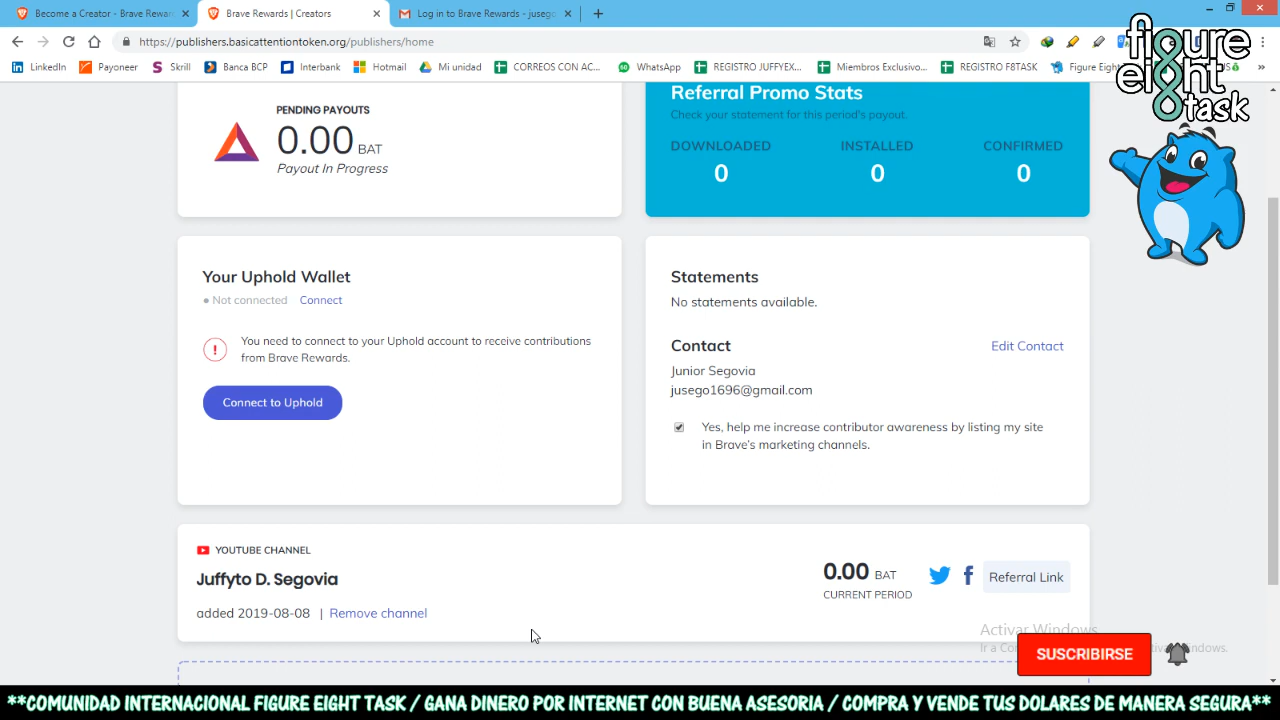 Become a Creator - Brave Rewar
Brave Rewards | Creators
Log in to Brave Rewards - jusego
https://publishers.basicattentiontoken.org/publishers/home
LinkedIn
Payoneer
Skrill
Banca BCP
Interbank
Hotmail
Mi unidad
CORREOS CON AC...
WhatsApp
REGISTRO JUFFYEX...
Miembros Exclusivo...
REGISTRO F8TASK
Figure Eight
figure
eight
task
PENDING PAYOUTS
0.00 BAT
Payout In Progress
Referral Promo Stats
Check your statement for this period's payout.
DOWNLOADED INSTALLED CONFIRMED
0 0 0
Your Uphold Wallet
Not connected Connect
You need to connect to your Uphold account to receive contributions
from Brave Rewards.
Connect to Uphold
Statements
No statements available.
Contact Edit Contact
Junior Segovia
jusego1696@gmail.com
Yes, help me increase contributor awareness by listing my site
in Brave's marketing channels.
YOUTUBE CHANNEL
Juffyto D. Segovia
added 2019-08-08 | Remove channel
0.00 BAT
CURRENT PERIOD
Referral Link
Activar Windows
SUSCRIBIRSE
**COMUNIDAD INTERNACIONAL FIGURE EIGHT TASK / GANA DINERO POR INTERNET CON BUENA ASESORIA / COMPRA Y VENDE TUS DOLARES DE MANERA SEGURA**